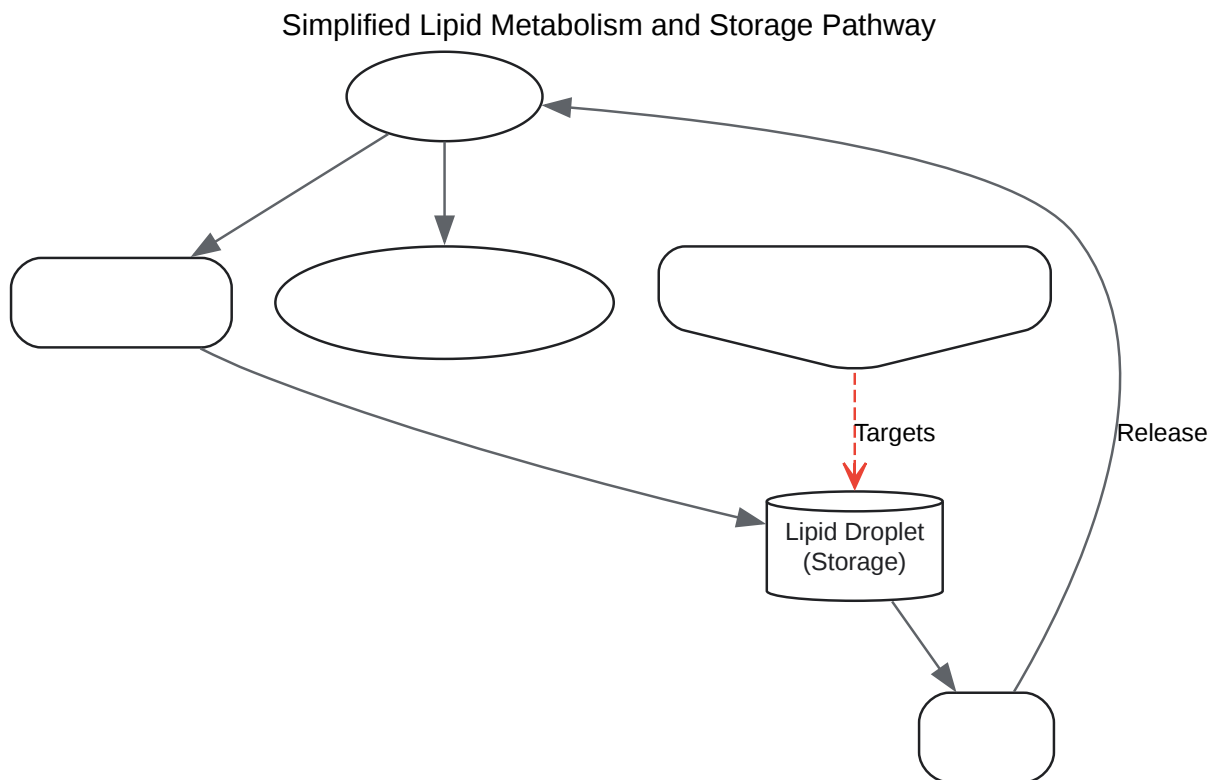 Simplified Lipid Metabolism and Storage Pathway
Targets
Release
Lipid Droplet
(Storage)